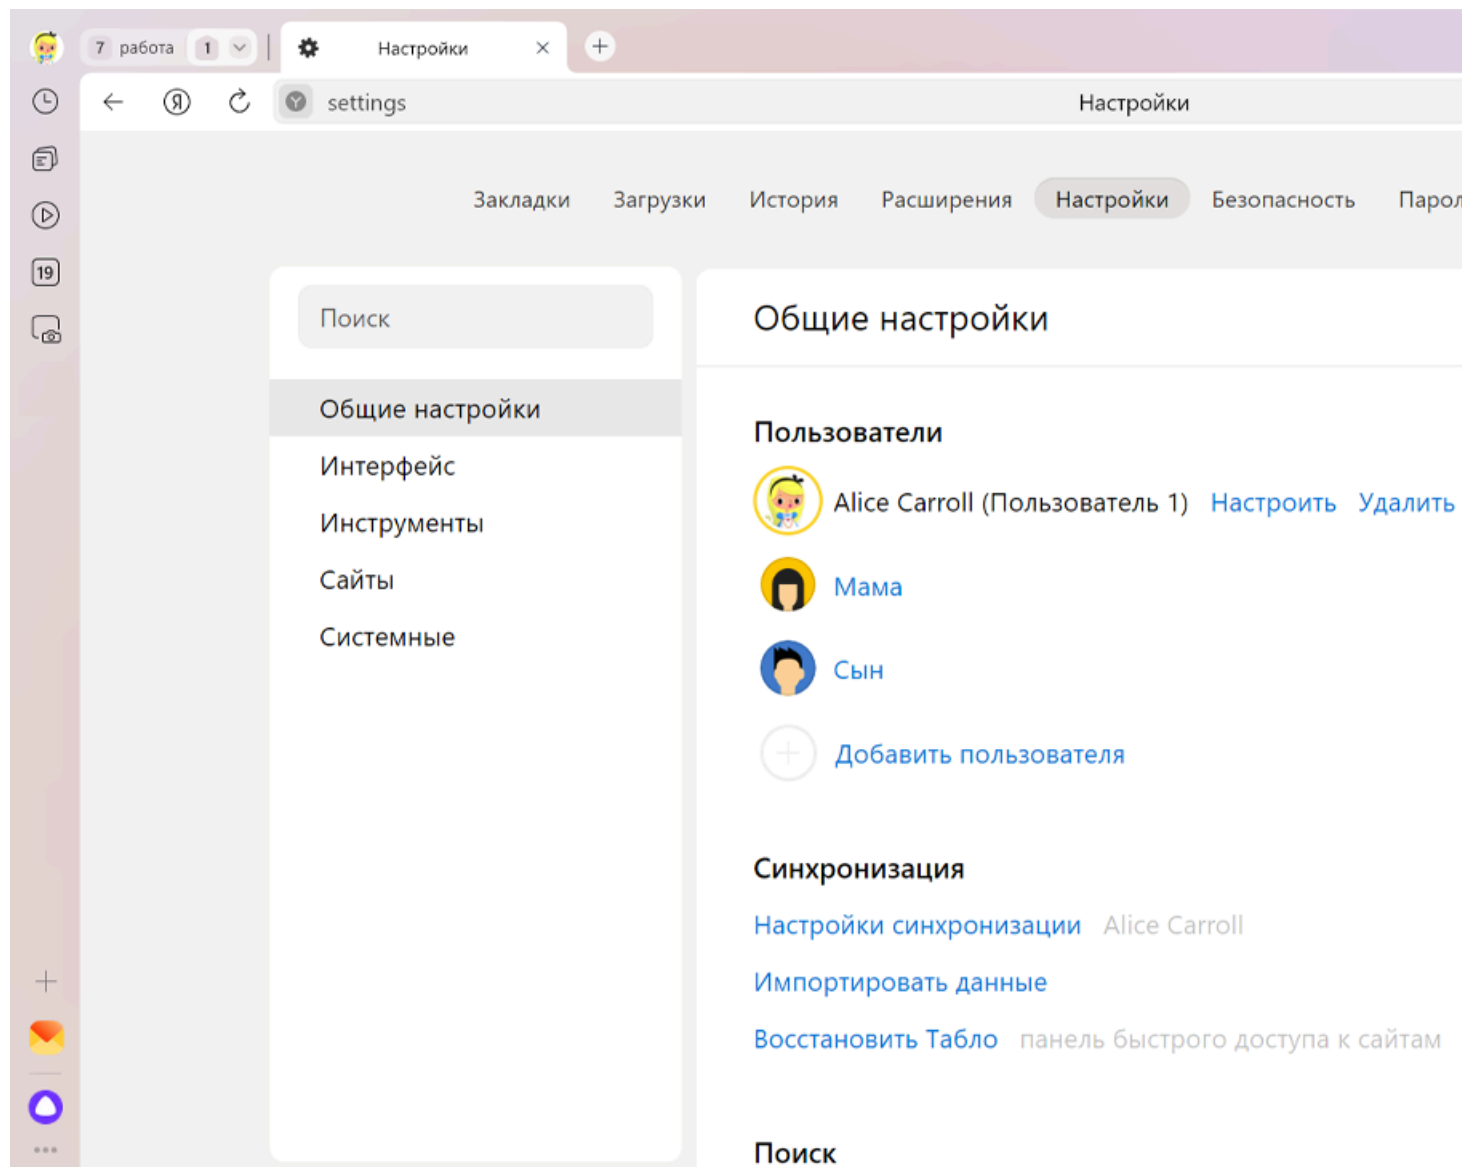 7 работа 1 Настройки
Я settings Настройки
Закладки Загрузки История Расширения Настройки Безопасность
19
Поиск
Общие настройки
Интерфейс
Инструменты
Сайты
Системные
Общие настройки
Пользователи
Alice Carroll (Пользователь 1) Настроить Удалить
Мама
Сын
Добавить пользователя
Синхронизация
Настройки синхронизации Alice Carroll
Импортировать данные
Восстановить Табло панель быстрого доступа к сайтам
Поиск